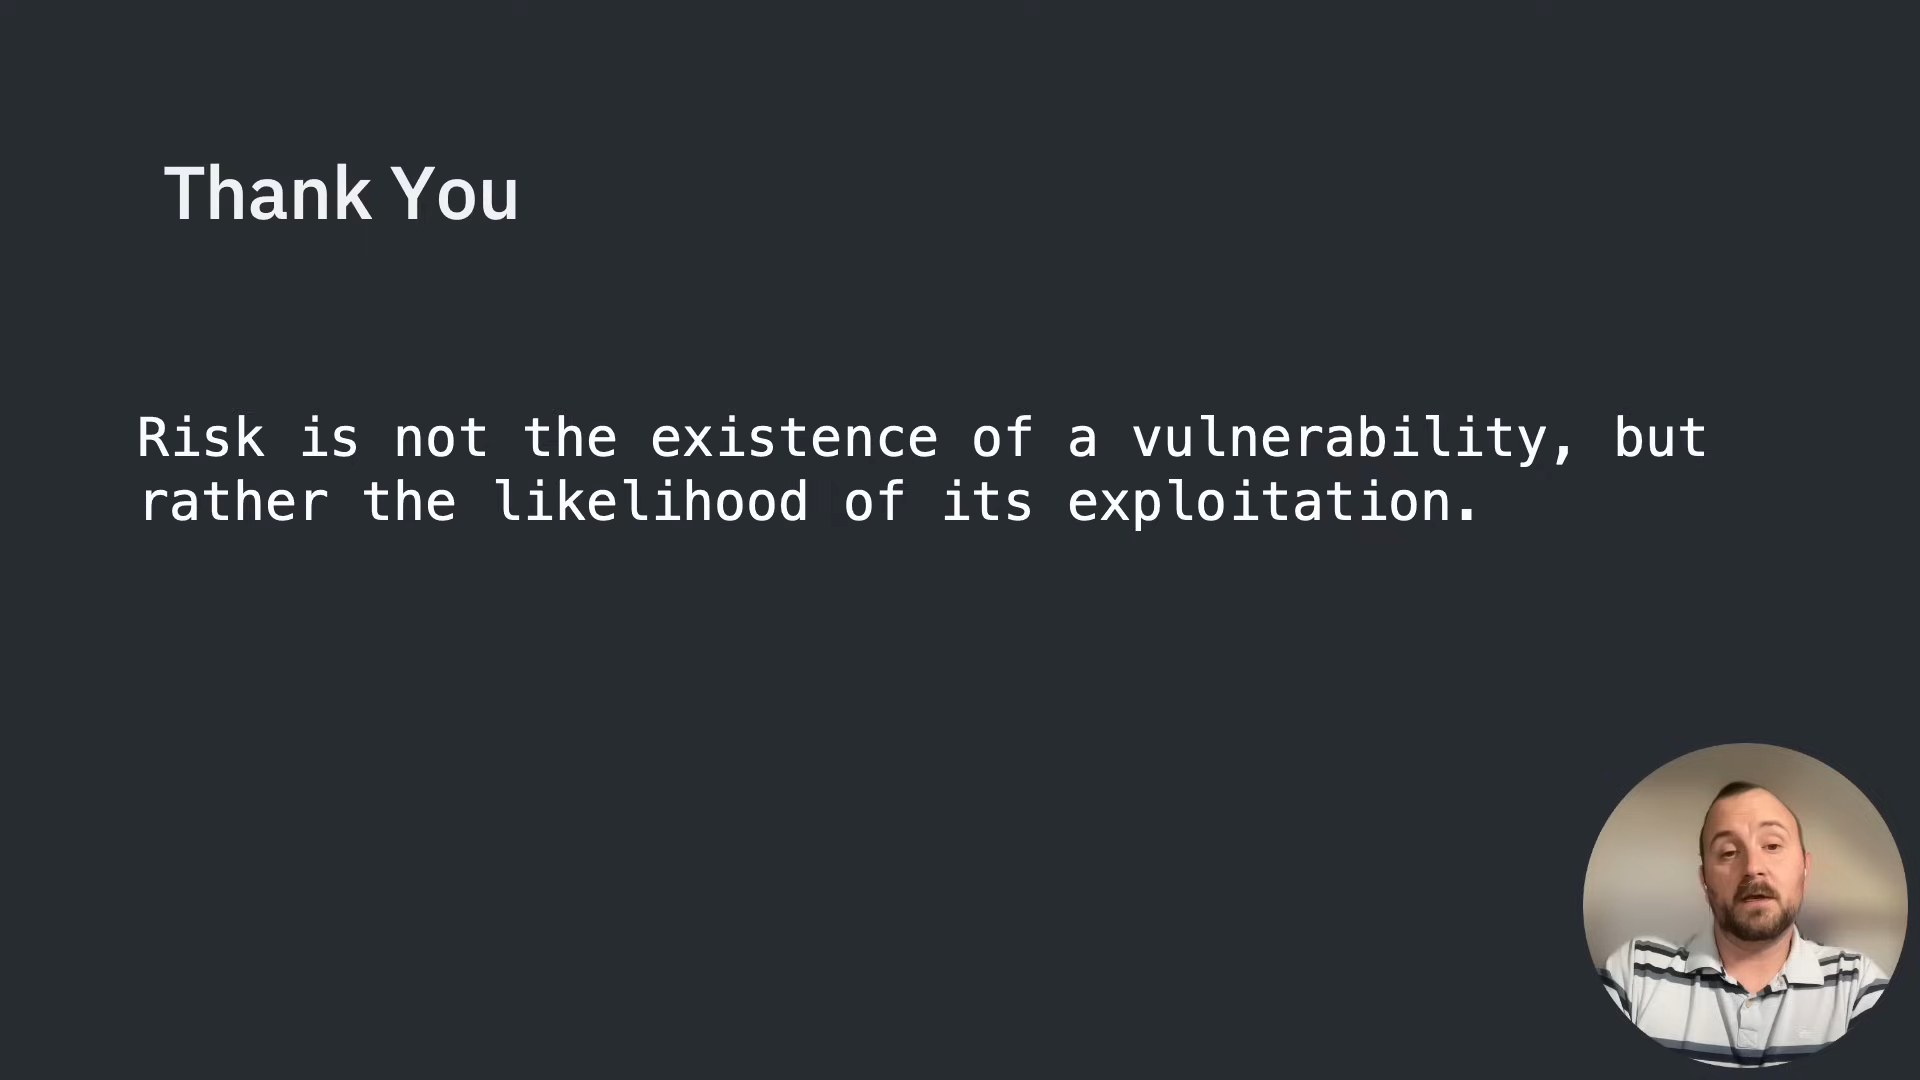 Thank You
Risk is not the existence of a vulnerability, but
rather the likelihood of its exploitation.